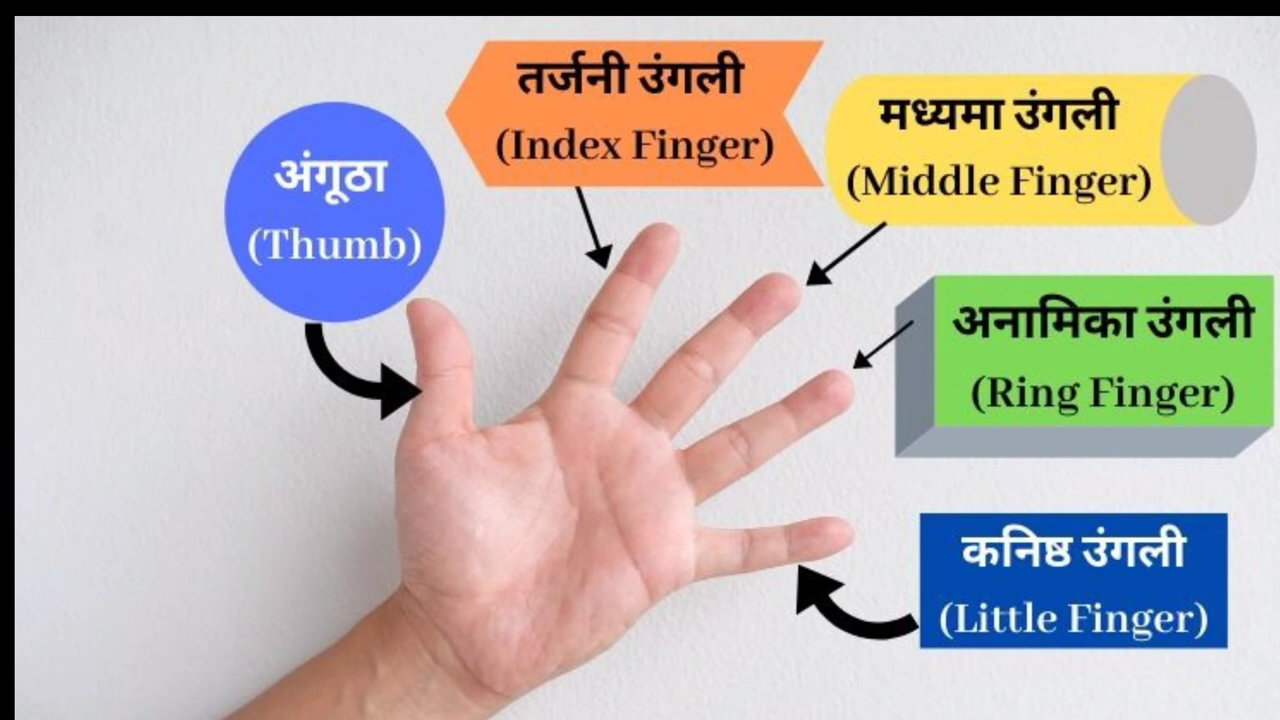 अंगूठा
(Thumb)
तर्जनी उंगली
(Index Finger)
मध्यमा उंगली
(Middle Finger)
अनामिका उंगली
(Ring Finger)
कनिष्ठ उंगली
(Little Finger)